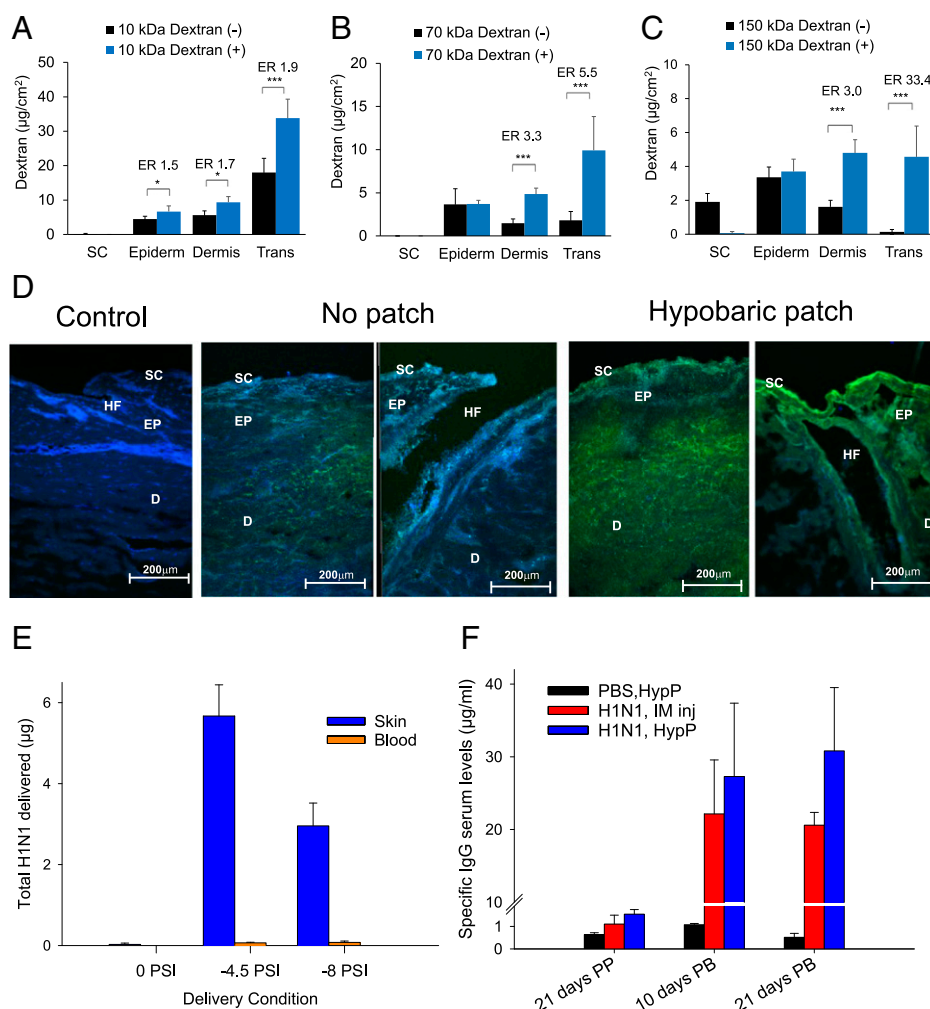 A
10 kDa Dextran (-)
10 kDa Dextran (+)
Dextran (µg/cm²)
60
50
40
30
20
10
0
ER 1.5
*
ER 1.7
*
ER 1.9
***
SC Epiderm Dermis Trans
B
70 kDa Dextran (-)
70 kDa Dextran (+)
Dextran (µg/cm²)
20
15
10
5
0
ER 3.3
***
ER 5.5
***
SC Epiderm Dermis Trans
C
150 kDa Dextran (-)
150 kDa Dextran (+)
Dextran (µg/cm²)
8
6
4
2
0
ER 3.0
***
ER 33.4
***
SC Epiderm Dermis Trans
D
Control
No patch
Hypobaric patch
SC
HF
EP
D
200µm
SC
EP
D
200µm
SC
EP
HF
D
200µm
SC
EP
D
200µm
SC
EP
HF
D
200µm
E
Total H1N1 delivered (µg)
6
4
2
0
Skin
Blood
0 PSI -4.5 PSI -8 PSI
Delivery Condition
F
Specific IgG serum levels (µg/ml)
40
30
20
10
1
0
PBS,HypP
H1N1, IM inj
H1N1, HypP
21 days PP
10 days PB
21 days PB